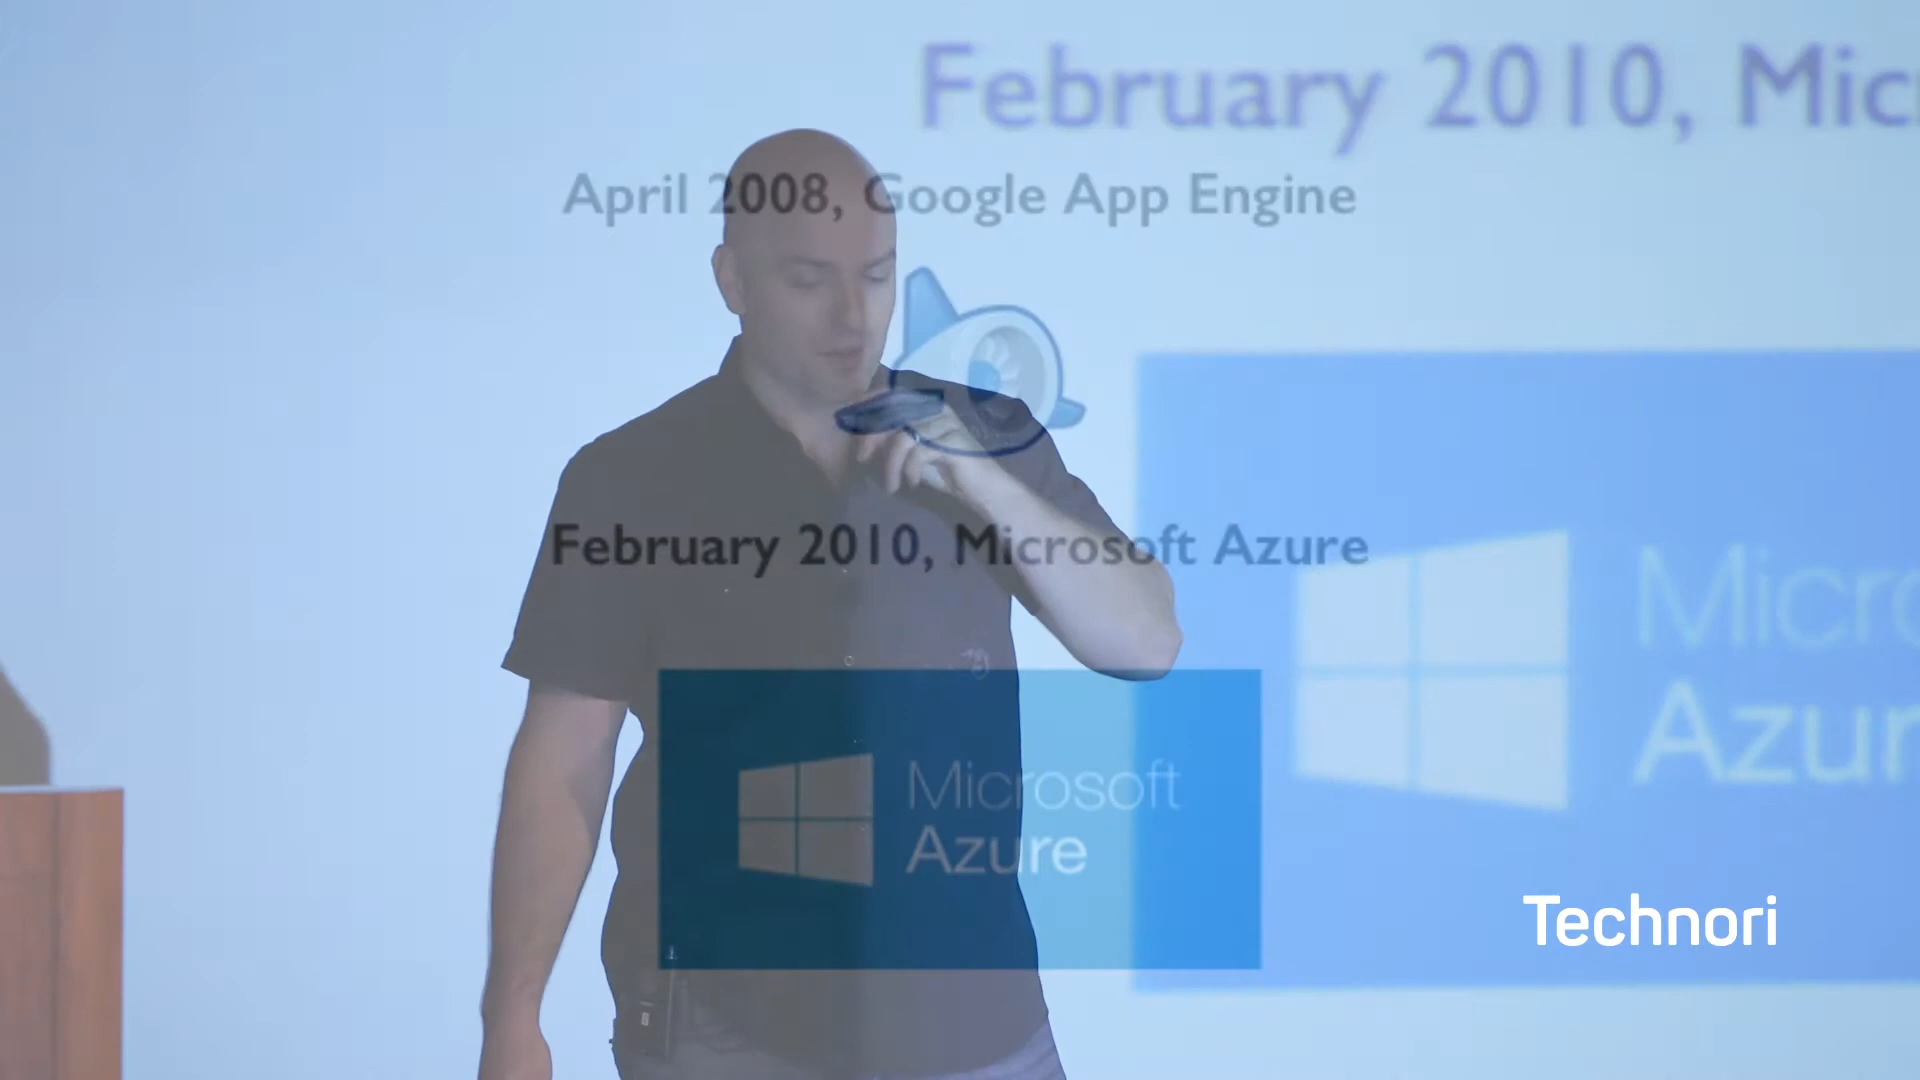 February 2010, Mic
April 2008, Google App Engine
February 2010, Microsoft Azure
Micro
Azur
Microsoft
Azure
Technori